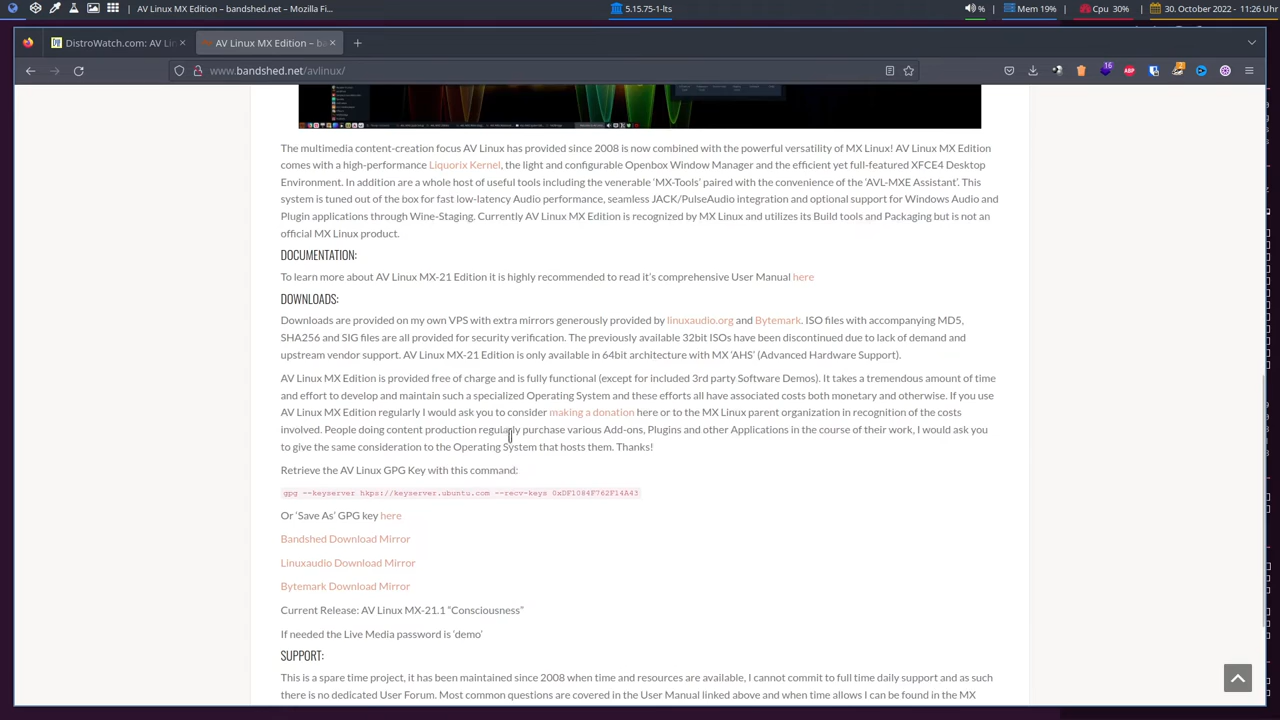 AV Linux MX Edition – bandshed.net – Mozilla Fi...
5.15.75-1-lts
%
Mem 19%
Cpu 30%
30. October 2022 - 11:26 Uhr
DistroWatch.com: AV Lin
AV Linux MX Edition – ba
www.bandshed.net/avlinux/
16
ABP
The multimedia content-creation focus AV Linux has provided since 2008 is now combined with the powerful versatility of MX Linux! AV Linux MX Edition
comes with a high-performance Liquorix Kernel, the light and configurable Openbox Window Manager and the efficient yet full-featured XFCE4 Desktop
Environment. In addition are a whole host of useful tools including the venerable ‘MX-Tools’ paired with the convenience of the ‘AVL-MXE Assistant’. This
system is tuned out of the box for fast low-latency Audio performance, seamless JACK/PulseAudio integration and optional support for Windows Audio and
Plugin applications through Wine-Staging. Currently AV Linux MX Edition is recognized by MX Linux and utilizes its Build tools and Packaging but is not an
official MX Linux product.
DOCUMENTATION:
To learn more about AV Linux MX-21 Edition it is highly recommended to read it’s comprehensive User Manual here
DOWNLOADS:
Downloads are provided on my own VPS with extra mirrors generously provided by linuxaudio.org and Bytemark. ISO files with accompanying MD5,
SHA256 and SIG files are all provided for security verification. The previously available 32bit ISOs have been discontinued due to lack of demand and
upstream vendor support. AV Linux MX-21 Edition is only available in 64bit architecture with MX ‘AHS’ (Advanced Hardware Support).
AV Linux MX Edition is provided free of charge and is fully functional (except for included 3rd party Software Demos). It takes a tremendous amount of time
and effort to develop and maintain such a specialized Operating System and these efforts all have associated costs both monetary and otherwise. If you use
AV Linux MX Edition regularly I would ask you to consider making a donation here or to the MX Linux parent organization in recognition of the costs
involved. People doing content production regularly purchase various Add-ons, Plugins and other Applications in the course of their work, I would ask you
to give the same consideration to the Operating System that hosts them. Thanks!
Retrieve the AV Linux GPG Key with this command:
gpg --keyserver hkps://keyserver.ubuntu.com --recv-keys 0xDF1084F762F14A43
Or ‘Save As’ GPG key here
Bandshed Download Mirror
Linuxaudio Download Mirror
Bytemark Download Mirror
Current Release: AV Linux MX-21.1 “Consciousness”
If needed the Live Media password is ‘demo’
SUPPORT:
This is a spare time project, it has been maintained since 2008 when time and resources are available, I cannot commit to full time daily support and as such
there is no dedicated User Forum. Most common questions are covered in the User Manual linked above and when time allows I can be found in the MX